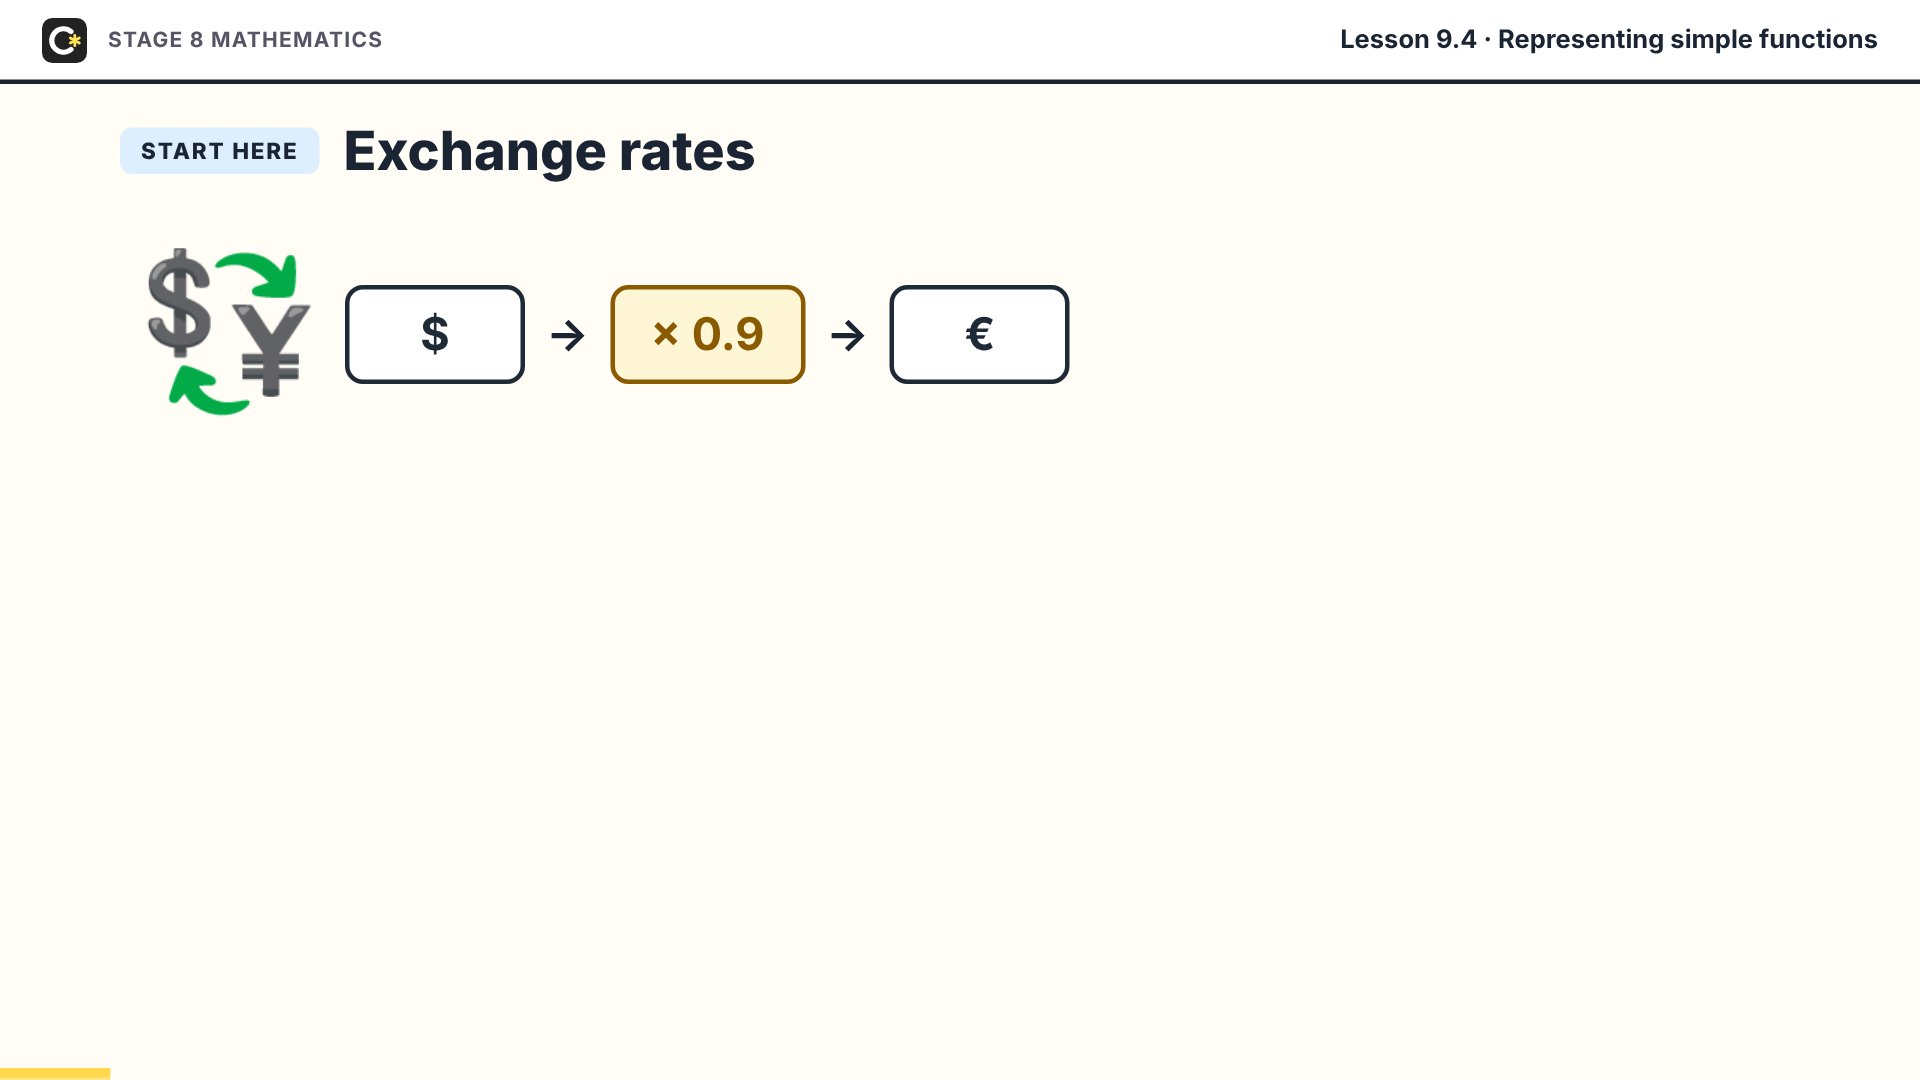 STAGE 8 MATHEMATICS
Lesson 9.4 · Representing simple functions
START HERE
Exchange rates
$ ¥
$ → × 0.9 → €